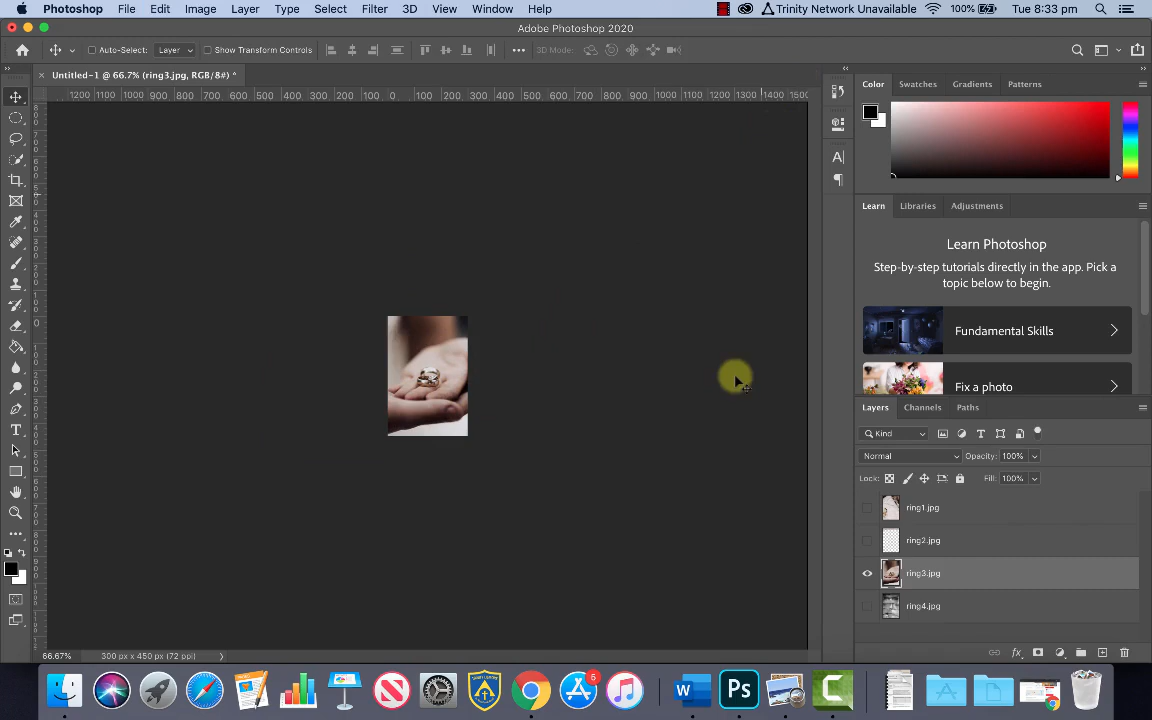 Photoshop File Edit Image Layer Type Select Filter 3D View Window Help Trinity Network Unavailable 100% Tue 8:33 pm
Adobe Photoshop 2020
Auto-Select: Layer Show Transform Controls 3D Mode:
Untitled-1 @ 66.7% (ring3.jpg, RGB/8#) *
1200 1100 1000 900 800 700 600 500 400 300 200 100 0 100 200 300 400 500 600 700 800 900 1000 1100 1200 1300 1400 1500
Color Swatches Gradients Patterns
Learn Libraries Adjustments
Learn Photoshop
Step-by-step tutorials directly in the app. Pick a
topic below to begin.
Fundamental Skills
Fix a photo
Layers Channels Paths
Kind
Normal Opacity: 100%
Lock: Fill: 100%
ring1.jpg
ring2.jpg
ring3.jpg
ring4.jpg
66.67% 300 px x 450 px (72 ppi)
5
W Ps C